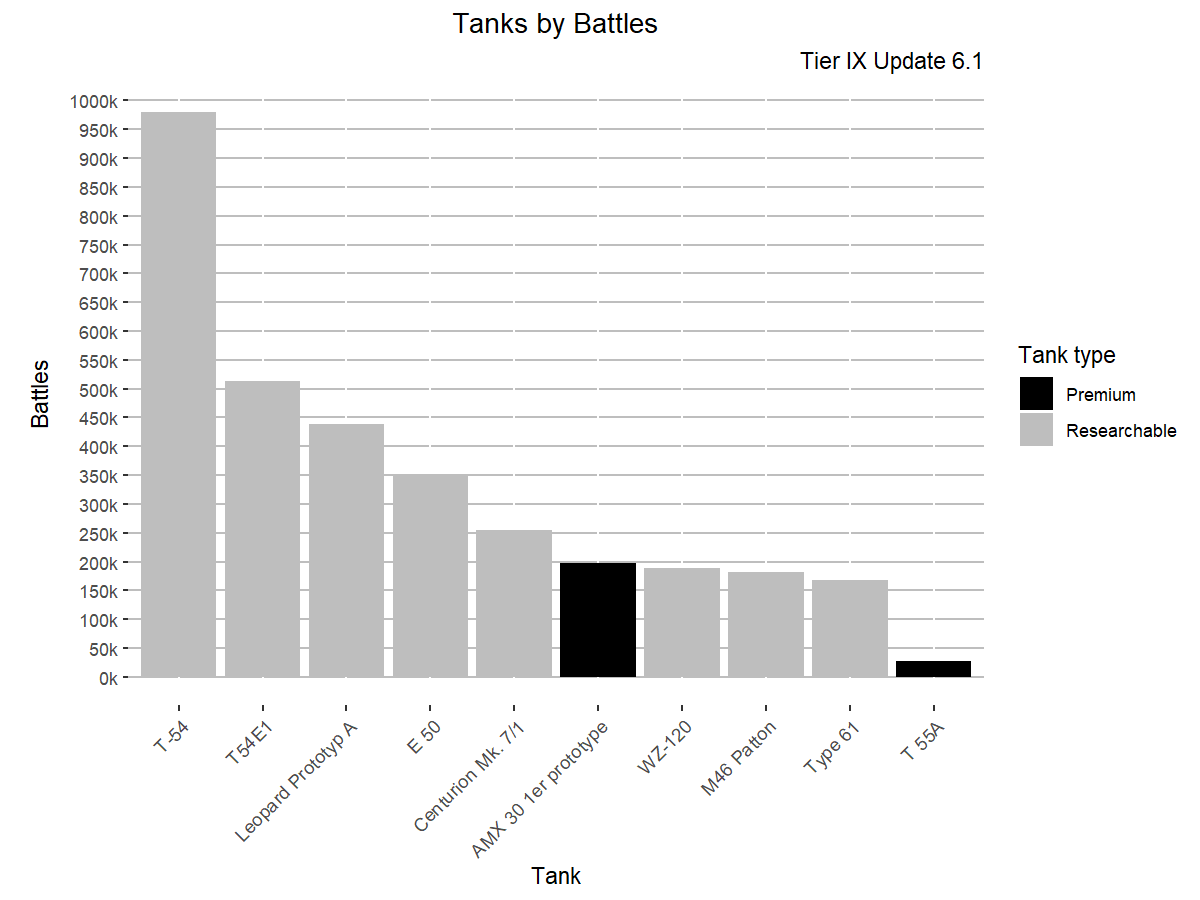 Tanks by Battles
Tier IX Update 6.1
1000k
950k
900k
850k
800k
750k
700k
650k
600k
550k
500k
450k
400k
350k
300k
250k
200k
150k
100k
50k
0k
Battles
T-54
T54E1
Leopard Prototyp A
E 50
Centurion Mk. 7/1
AMX 30 1er prototype
WZ-120
M46 Patton
Type 61
T 55A
Tank
Tank type
Premium
Researchable